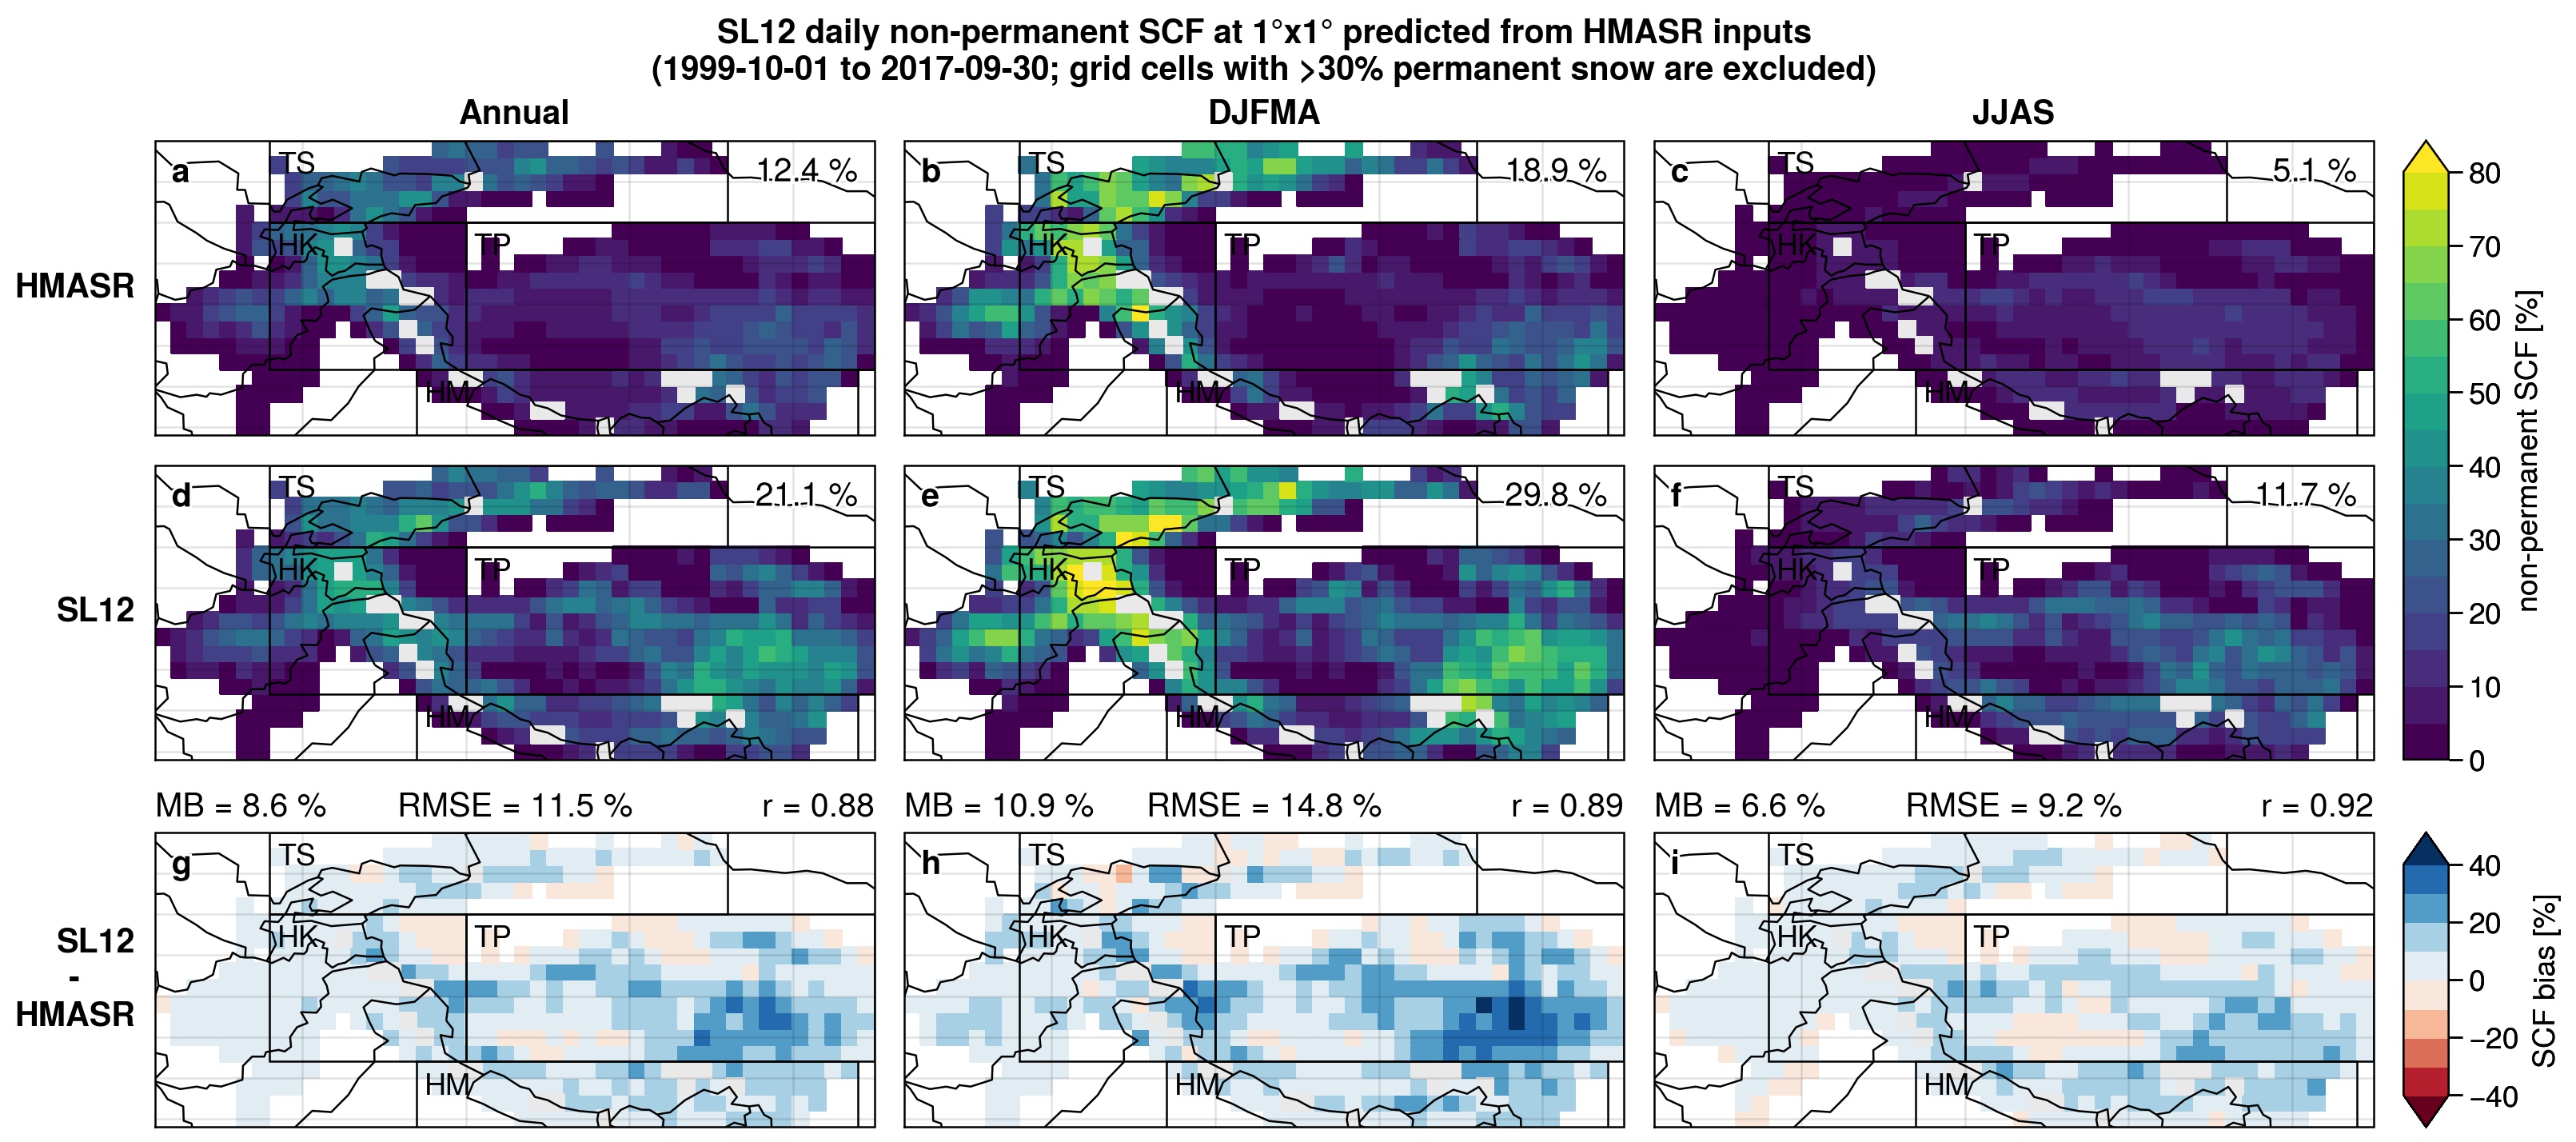 SL12 daily non-permanent SCF at 1°x1° predicted from HMASR inputs
(1999-10-01 to 2017-09-30; grid cells with >30% permanent snow are excluded)
Annual
DJFMA
JJAS
HMASR
a
TS
HK
TP
HM
12.4 %
b
TS
HK
TP
HM
18.9 %
c
TS
HK
TP
HM
5.1 %
SL12
d
TS
HK
TP
HM
21.1 %
e
TS
HK
TP
HM
29.8 %
f
TS
HK
TP
HM
11.7 %
80
70
60
50
40
30
20
10
0
non-permanent SCF [%]
MB = 8.6 % RMSE = 11.5 % r = 0.88
MB = 10.9 % RMSE = 14.8 % r = 0.89
MB = 6.6 % RMSE = 9.2 % r = 0.92
SL12
-
HMASR
g
TS
HK
TP
HM
h
TS
HK
TP
HM
i
TS
HK
TP
HM
40
20
0
−20
−40
SCF bias [%]